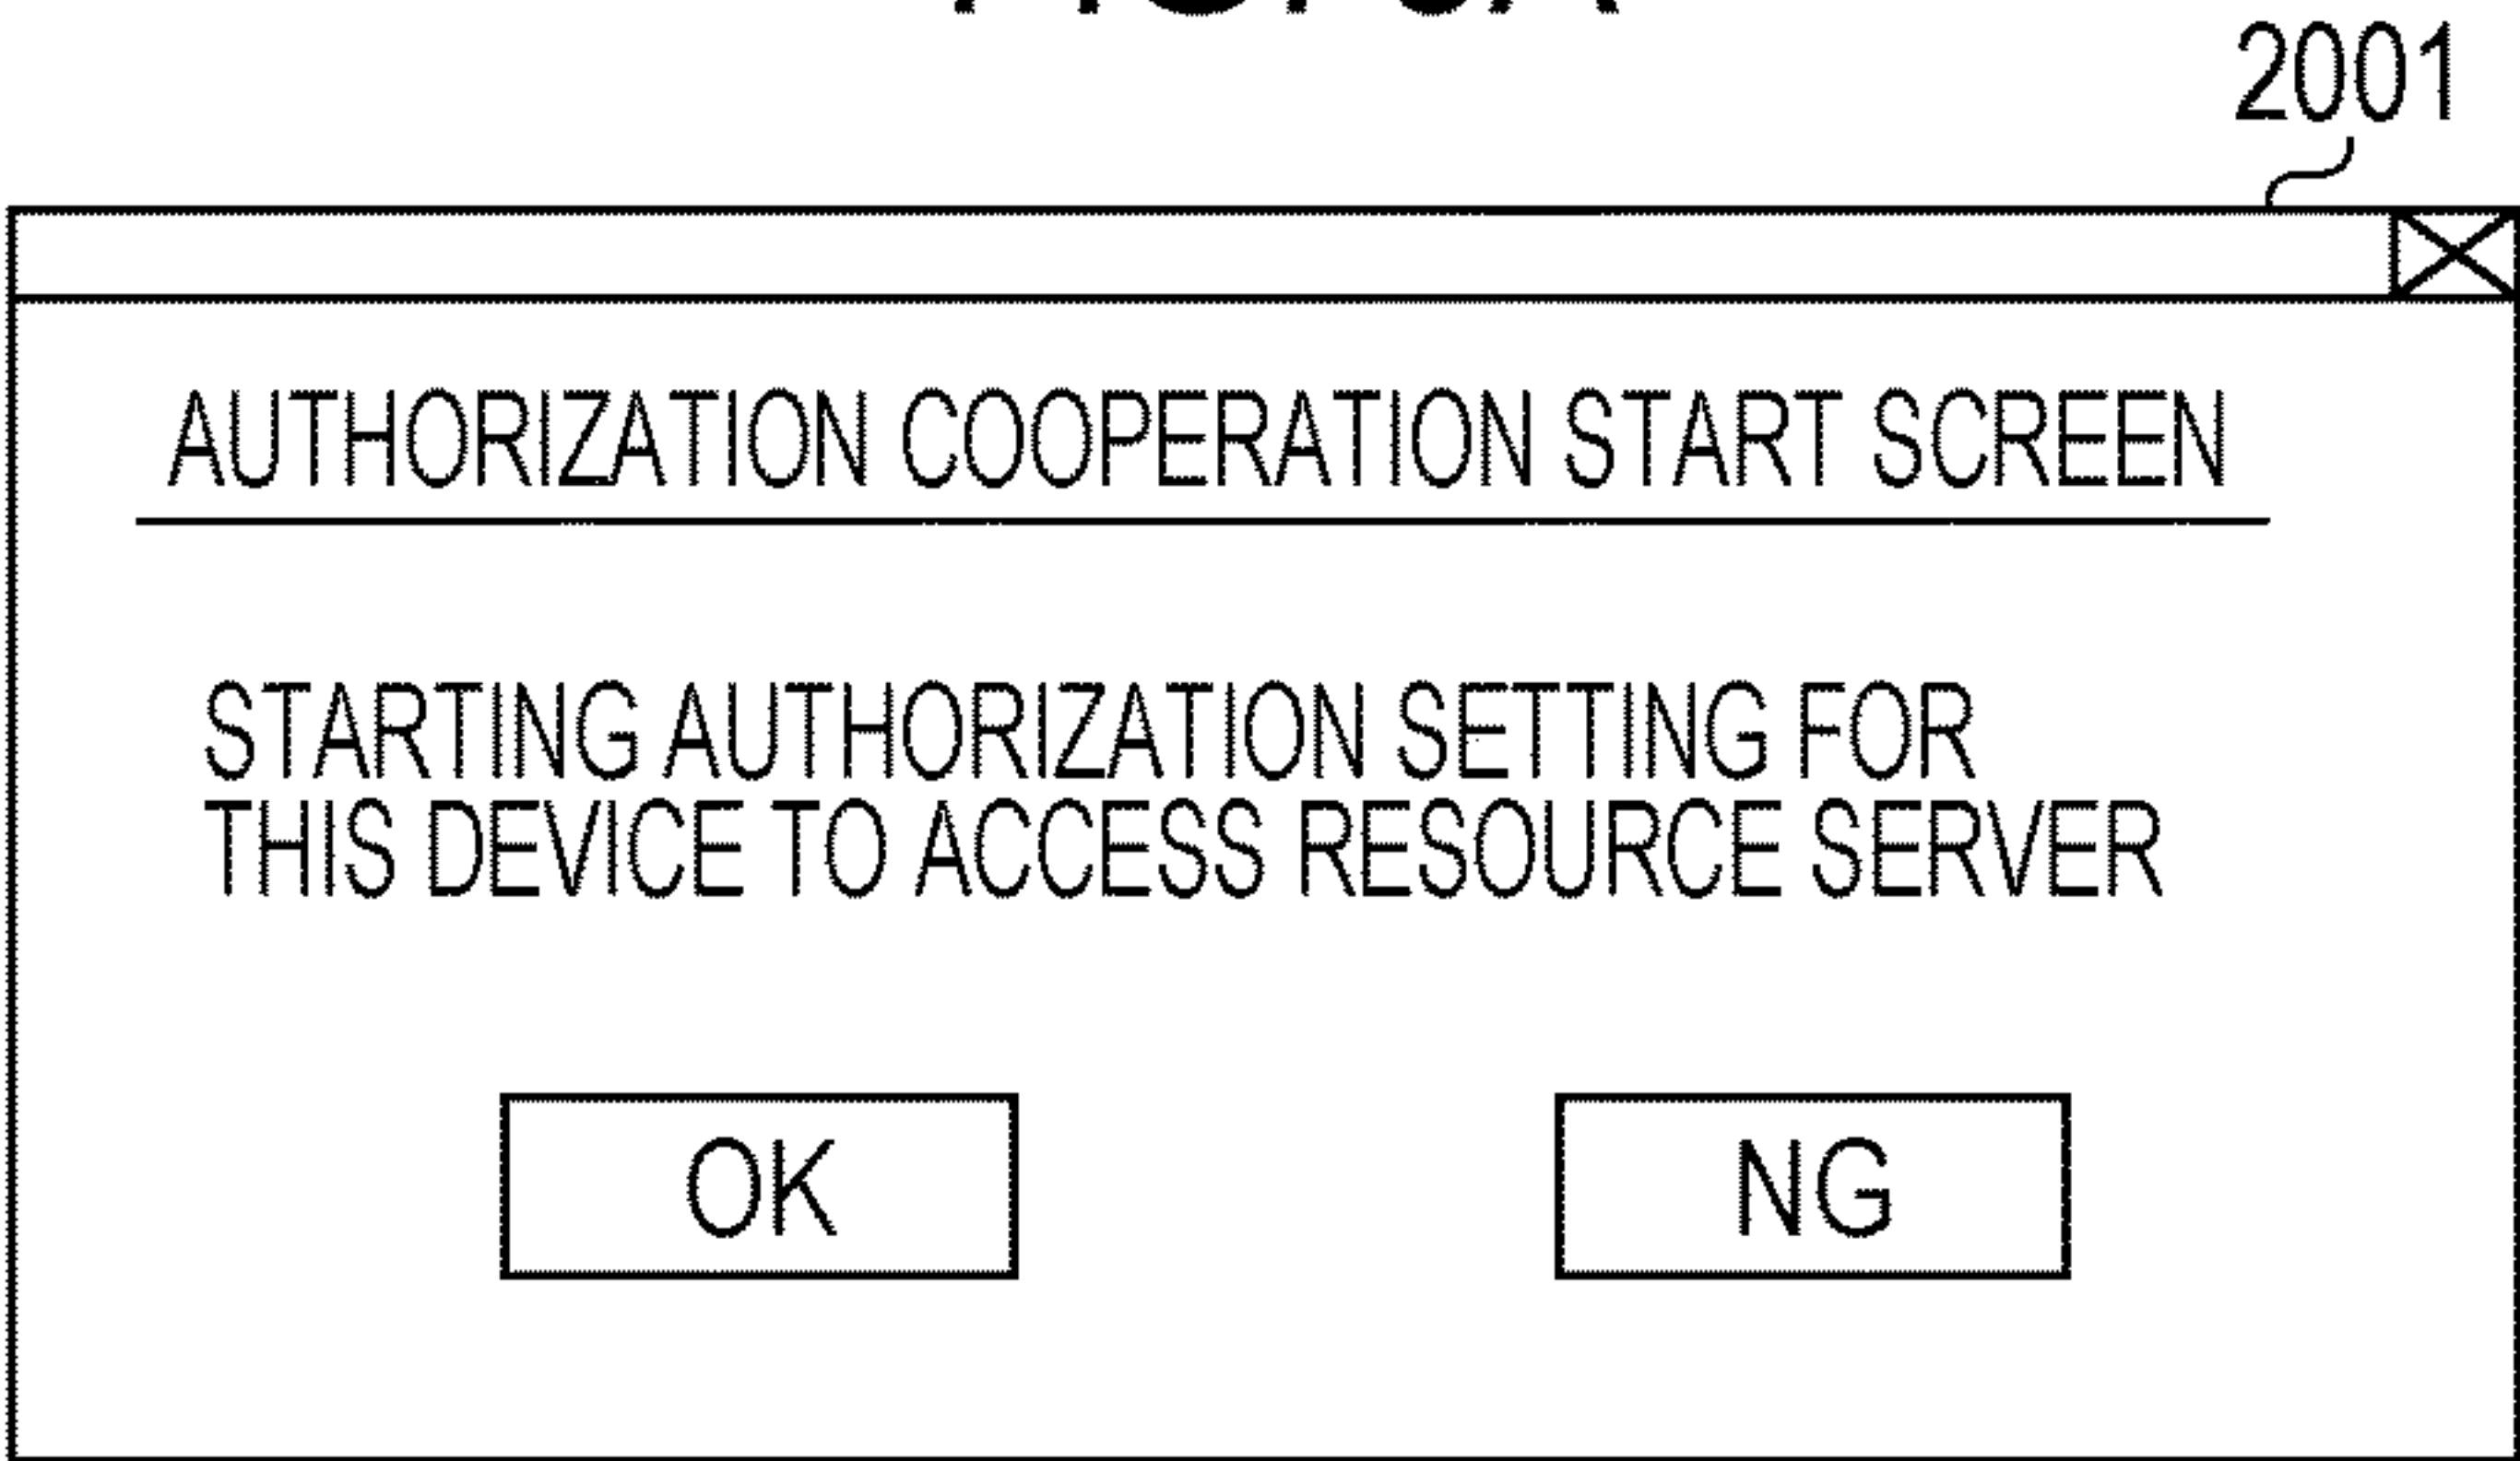 2001
AUTHORIZATION COOPERATION START SCREEN
STARTING AUTHORIZATION SETTING FOR
THIS DEVICE TO ACCESS RESOURCE SERVER
OK
NG